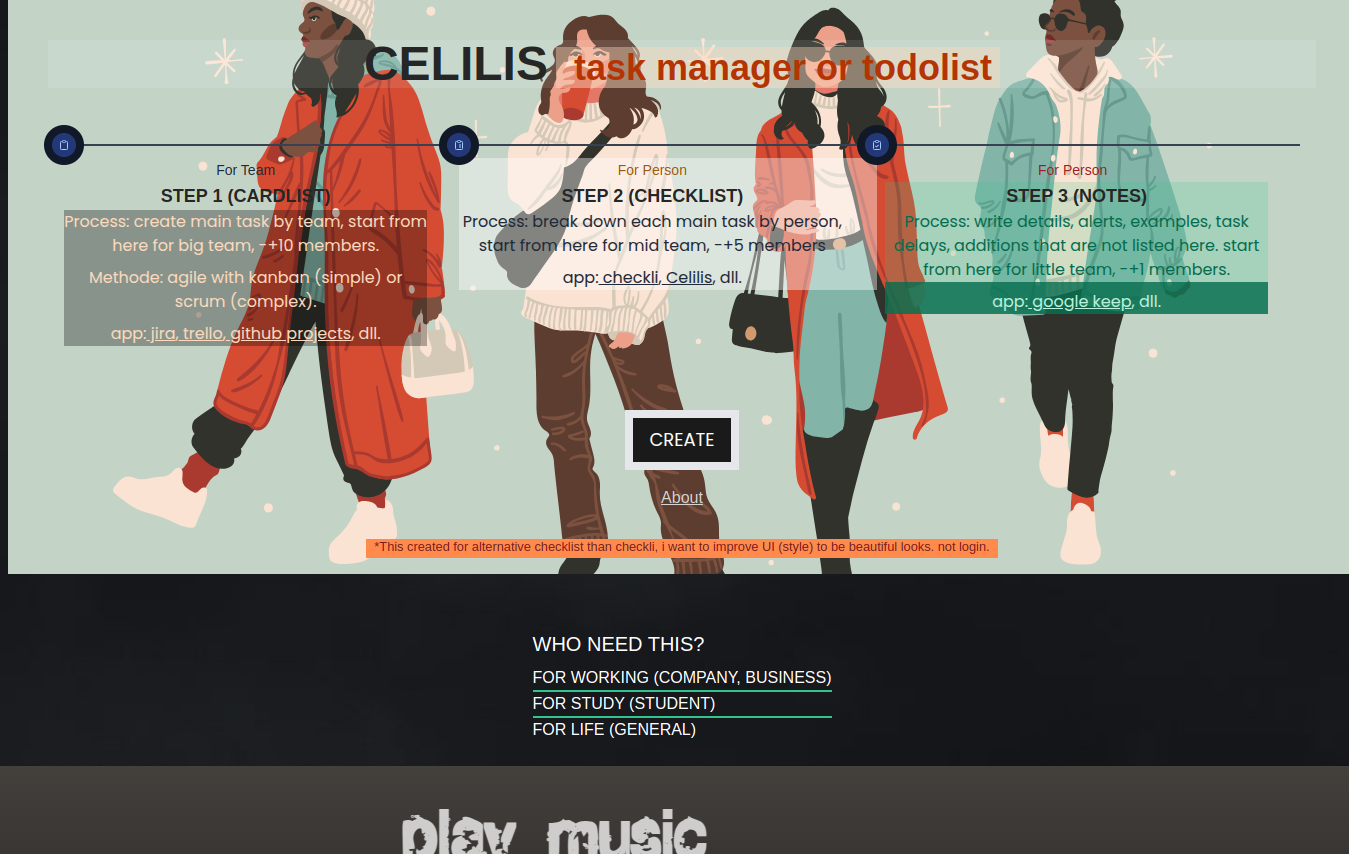 CELILIS task manager or todolist
For Team
STEP 1 (CARDLIST)
Process: create main task by team, start from
here for big team, -+10 members.
Methode: agile with kanban (simple) or
scrum (complex).
app: jira, trello, github projects, dll.
For Person
STEP 2 (CHECKLIST)
Process: break down each main task by person,
start from here for mid team, -+5 members
app: checkli, Celilis, dll.
For Person
STEP 3 (NOTES)
Process: write details, alerts, examples, task
delays, additions that are not listed here. start
from here for little team, -+1 members.
app: google keep, dll.
CREATE
About
*This created for alternative checklist than checkli, i want to improve UI (style) to be beautiful looks. not login.
WHO NEED THIS?
FOR WORKING (COMPANY, BUSINESS)
FOR STUDY (STUDENT)
FOR LIFE (GENERAL)
play music